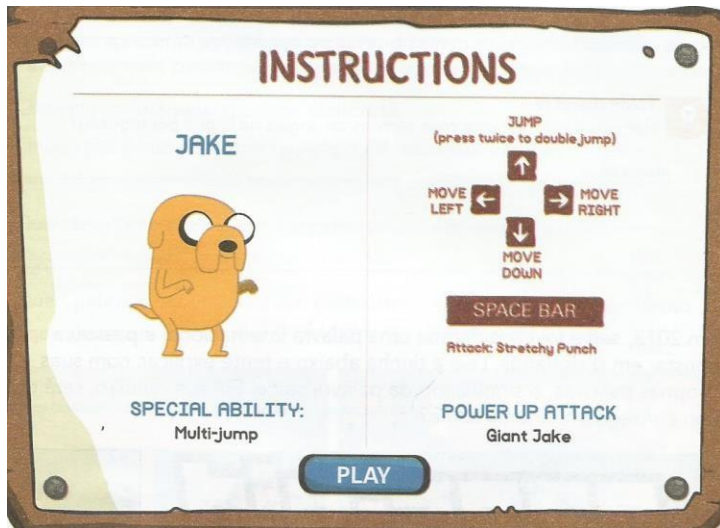 INSTRUCTIONS
JAKE
SPECIAL ABILITY:
Multi-jump
JUMP
(press twice to double jump)
MOVE
LEFT
MOVE
RIGHT
MOVE
DOWN
SPACE BAR
Attack: Stretchy Punch
POWER UP ATTACK
Giant Jake
PLAY